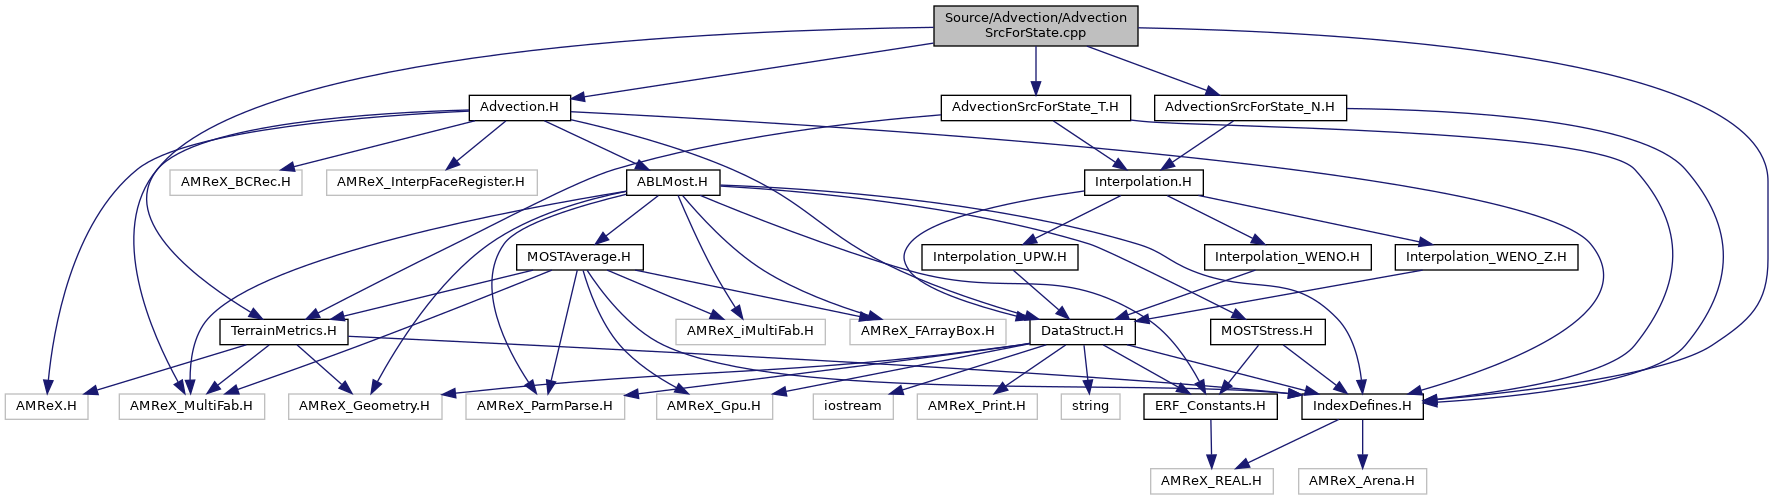 Source/Advection/Advection
SrcForState.cpp
Advection.H
AdvectionSrcForState_T.H
AdvectionSrcForState_N.H
AMReX_BCRec.H
AMReX_InterpFaceRegister.H
ABLMost.H
Interpolation.H
MOSTAverage.H
Interpolation_UPW.H
Interpolation_WENO.H
Interpolation_WENO_Z.H
TerrainMetrics.H
AMReX_iMultiFab.H
AMReX_FArrayBox.H
DataStruct.H
MOSTStress.H
AMReX.H
AMReX_MultiFab.H
AMReX_Geometry.H
AMReX_ParmParse.H
AMReX_Gpu.H
iostream
AMReX_Print.H
string
ERF_Constants.H
IndexDefines.H
AMReX_REAL.H
AMReX_Arena.H